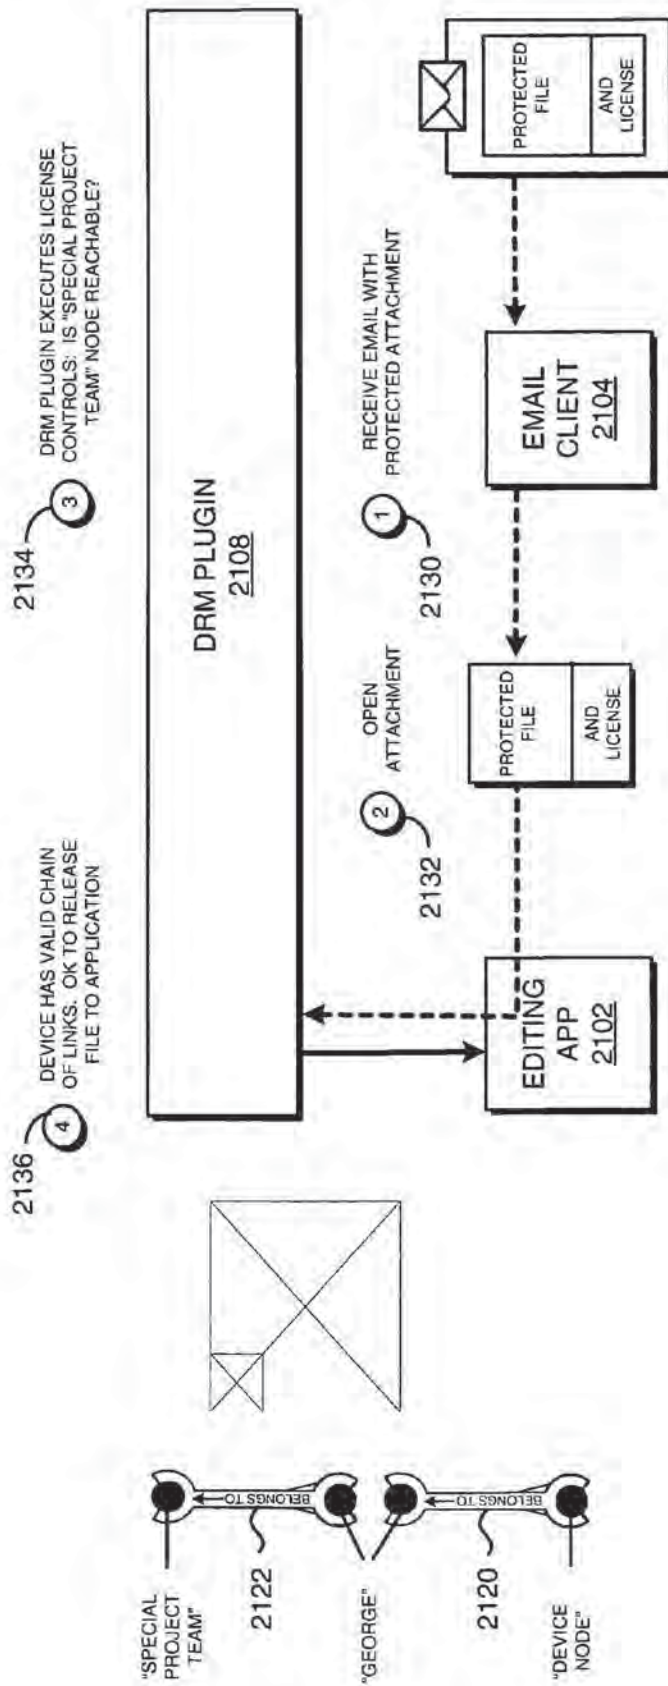 2136
4
DEVICE HAS VALID CHAIN
OF LINKS. OK TO RELEASE
FILE TO APPLICATION
2134
3
DRM PLUGIN EXECUTES LICENSE
CONTROLS: IS "SPECIAL PROJECT
TEAM" NODE REACHABLE?
"SPECIAL
PROJECT
TEAM"
BELONGS TO
2122
"GEORGE"
BELONGS TO
2120
"DEVICE
NODE"
DRM PLUGIN
2108
2
OPEN
ATTACHMENT
2132
1
RECEIVE EMAIL WITH
PROTECTED ATTACHMENT
2130
EDITING
APP
2102
PROTECTED
FILE
AND
LICENSE
EMAIL
CLIENT
2104
PROTECTED
FILE
AND
LICENSE